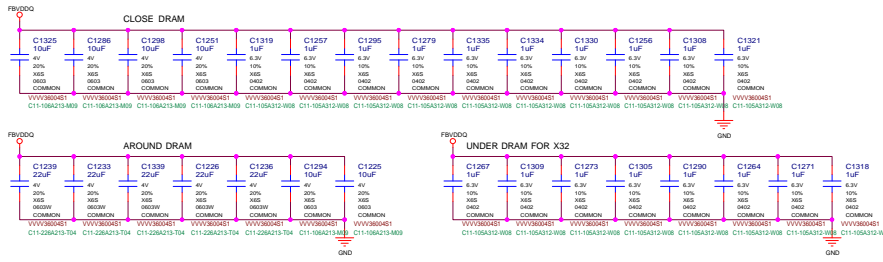 FBVDDQ
CLOSE DRAM
C1325 C1286 C1298 C1251 C1319 C1257 C1295 C1279 C1335 C1334 C1330 C1256 C1308 C1321
10uF 10uF 10uF 10uF 1uF 1uF 1uF 1uF 1uF 1uF 1uF 1uF 1uF 1uF
4V 4V 4V 4V 6.3V 6.3V 6.3V 6.3V 6.3V 6.3V 6.3V 6.3V 6.3V 6.3V
20% 20% 20% 20% 10% 10% 10% 10% 10% 10% 10% 10% 10% 10%
X6S X6S X6S X6S X6S X6S X6S X6S X6S X6S X6S X6S X6S X6S
0603 0603 0603 0603 0402 0402 0402 0402 0402 0402 0402 0402 0402 0402
COMMON COMMON COMMON COMMON COMMON COMMON COMMON COMMON COMMON COMMON COMMON COMMON COMMON COMMON
VVVV36004S1 VVVV36004S1 VVVV36004S1 VVVV36004S1 VVVV36004S1 VVVV36004S1 VVVV36004S1 VVVV36004S1 VVVV36004S1 VVVV36004S1 VVVV36004S1 VVVV36004S1 VVVV36004S1 VVVV36004S1
C11-106A213-M09 C11-106A213-M09 C11-106A213-M09 C11-106A213-M09 C11-105A312-W08 C11-105A312-W08 C11-105A312-W08 C11-105A312-W08 C11-105A312-W08 C11-105A312-W08 C11-105A312-W08 C11-105A312-W08 C11-105A312-W08 C11-105A312-W08
GND
FBVDDQ
AROUND DRAM
C1239 C1233 C1339 C1226 C1236 C1294 C1225
22uF 22uF 22uF 22uF 22uF 10uF 10uF
4V 4V 4V 4V 4V 4V 4V
20% 20% 20% 20% 20% 20% 20%
X6S X6S X6S X6S X6S X6S X6S
0603W 0603W 0603W 0603W 0603W 0603 0603
COMMON COMMON COMMON COMMON COMMON COMMON COMMON
VVVV36004S1 VVVV36004S1 VVVV36004S1 VVVV36004S1 VVVV36004S1 VVVV36004S1 VVVV36004S1
C11-226A213-T04 C11-226A213-T04 C11-226A213-T04 C11-226A213-T04 C11-226A213-T04 C11-106A213-M09 C11-106A213-M09
GND
FBVDDQ
UNDER DRAM FOR X32
C1267 C1309 C1273 C1305 C1290 C1264 C1271 C1318
1uF 1uF 1uF 1uF 1uF 1uF 1uF 1uF
6.3V 6.3V 6.3V 6.3V 6.3V 6.3V 6.3V 6.3V
10% 10% 10% 10% 10% 10% 10% 10%
X6S X6S X6S X6S X6S X6S X6S X6S
0402 0402 0402 0402 0402 0402 0402 0402
COMMON COMMON COMMON COMMON COMMON COMMON COMMON COMMON
VVVV36004S1 VVVV36004S1 VVVV36004S1 VVVV36004S1 VVVV36004S1 VVVV36004S1 VVVV36004S1 VVVV36004S1
C11-105A312-W08 C11-105A312-W08 C11-105A312-W08 C11-105A312-W08 C11-105A312-W08 C11-105A312-W08 C11-105A312-W08 C11-105A312-W
GND